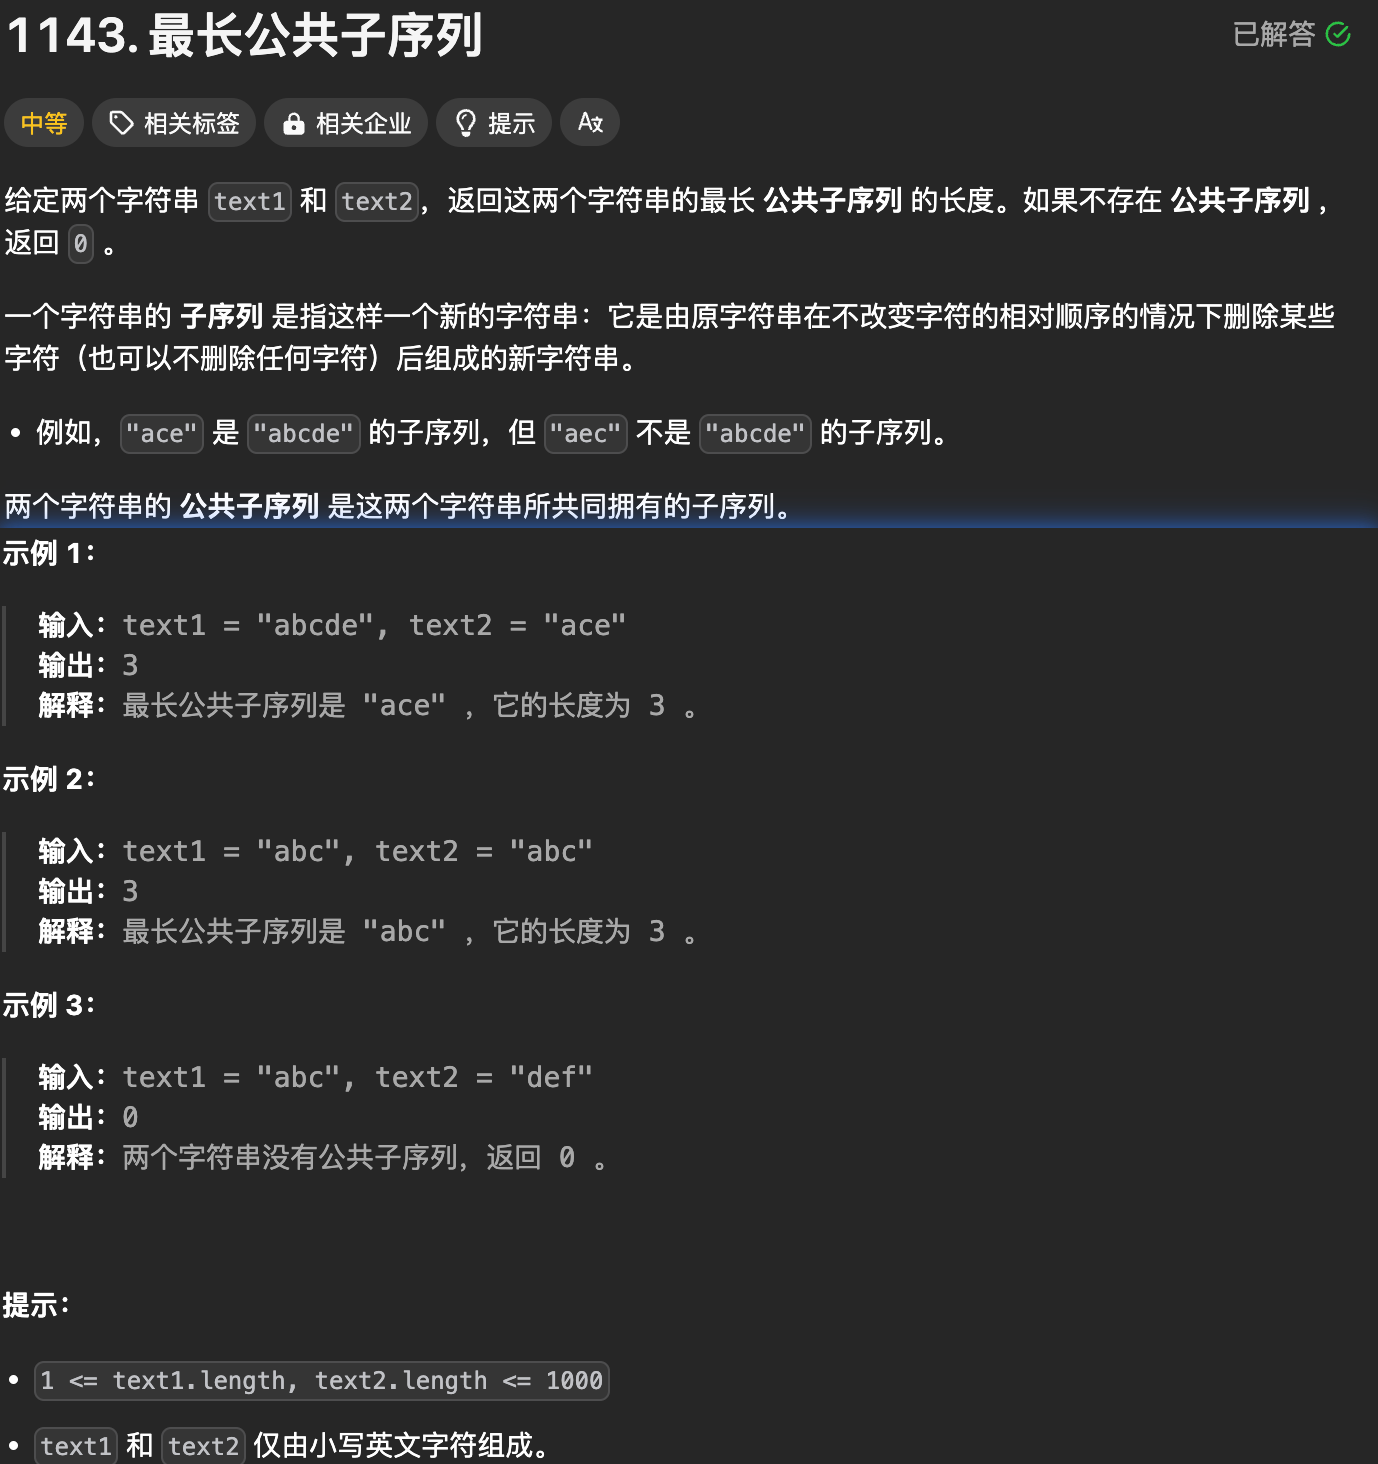 1143. 最长公共子序列
已解答
中等 相关标签 相关企业 提示
给定两个字符串 text1 和 text2，返回这两个字符串的最长 公共子序列 的长度。如果不存在 公共子序列 ，
返回 0 。
一个字符串的 子序列 是指这样一个新的字符串：它是由原字符串在不改变字符的相对顺序的情况下删除某些
字符（也可以不删除任何字符）后组成的新字符串。
• 例如，"ace" 是 "abcde" 的子序列，但 "aec" 不是 "abcde" 的子序列。
两个字符串的 公共子序列 是这两个字符串所共同拥有的子序列。
示例 1：
输入：text1 = "abcde", text2 = "ace"
输出：3
解释：最长公共子序列是 "ace" ，它的长度为 3 。
示例 2：
输入：text1 = "abc", text2 = "abc"
输出：3
解释：最长公共子序列是 "abc" ，它的长度为 3 。
示例 3：
输入：text1 = "abc", text2 = "def"
输出：0
解释：两个字符串没有公共子序列，返回 0 。
提示：
• 1 <= text1.length, text2.length <= 1000
• text1 和 text2 仅由小写英文字符组成。